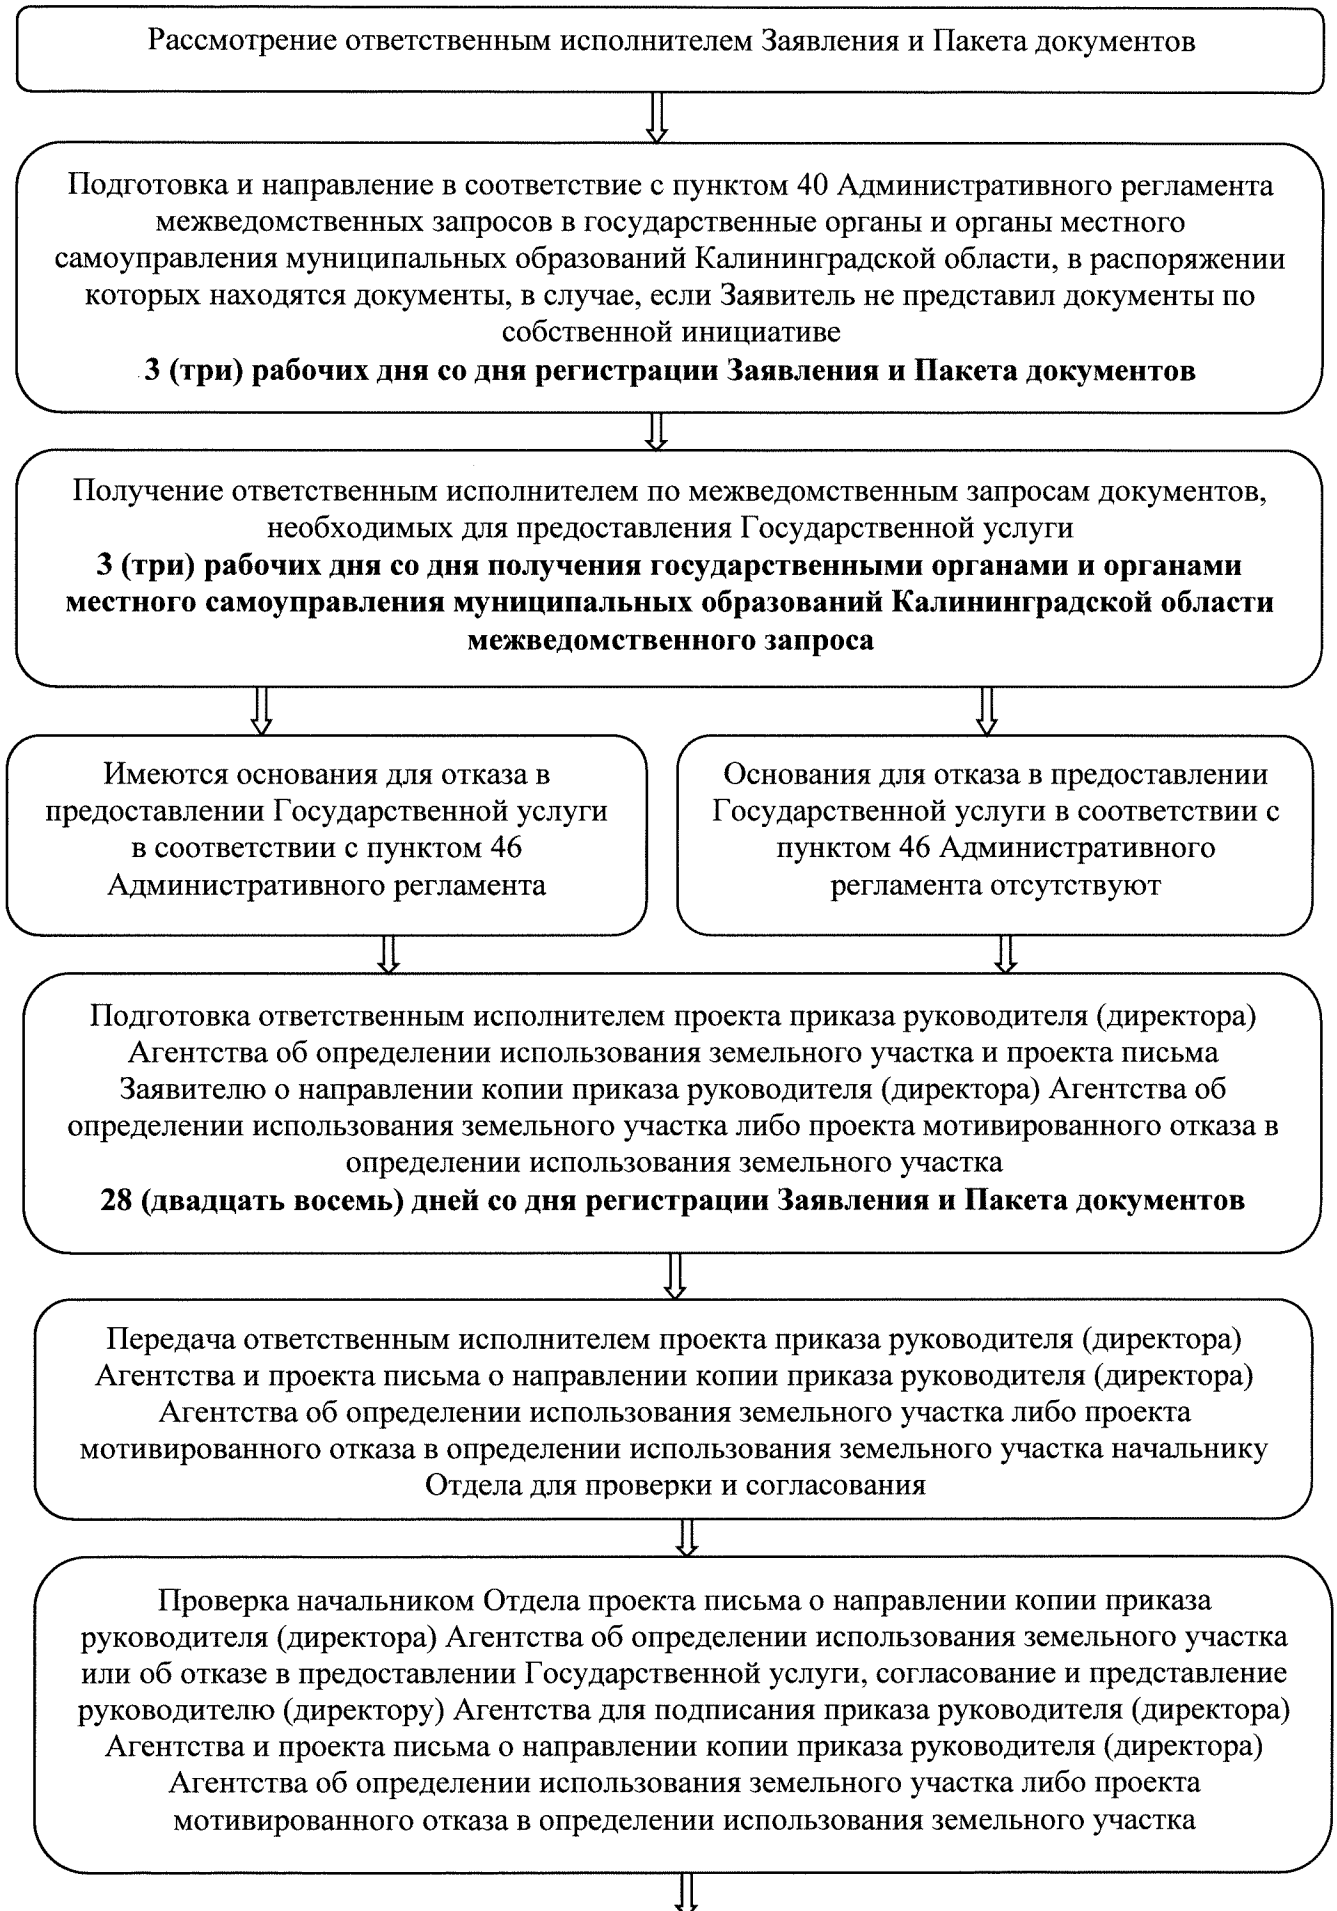 Рассмотрение ответственным исполнителем Заявления и Пакета документов
Подготовка и направление в соответствие с пунктом 40 Административного регламента
межведомственных запросов в государственные органы и органы местного
самоуправления муниципальных образований Калининградской области, в распоряжении
которых находятся документы, в случае, если Заявитель не представил документы по
собственной инициативе
3 (три) рабочих дня со дня регистрации Заявления и Пакета документов
Получение ответственным исполнителем по межведомственным запросам документов,
необходимых для предоставления Государственной услуги
3 (три) рабочих дня со дня получения государственными органами и органами
местного самоуправления муниципальных образований Калининградской области
межведомственного запроса
Имеются основания для отказа в
предоставлении Государственной услуги
в соответствии с пунктом 46
Административного регламента
Основания для отказа в предоставлении
Государственной услуги в соответствии с
пунктом 46 Административного
регламента отсутствуют
Подготовка ответственным исполнителем проекта приказа руководителя (директора)
Агентства об определении использования земельного участка и проекта письма
Заявителю о направлении копии приказа руководителя (директора) Агентства об
определении использования земельного участка либо проекта мотивированного отказа в
определении использования земельного участка
28 (двадцать восемь) дней со дня регистрации Заявления и Пакета документов
Передача ответственным исполнителем проекта приказа руководителя (директора)
Агентства и проекта письма о направлении копии приказа руководителя (директора)
Агентства об определении использования земельного участка либо проекта
мотивированного отказа в определении использования земельного участка начальнику
Отдела для проверки и согласования
Проверка начальником Отдела проекта письма о направлении копии приказа
руководителя (директора) Агентства об определении использования земельного участка
или об отказе в предоставлении Государственной услуги, согласование и представление
руководителю (директору) Агентства для подписания приказа руководителя (директора)
Агентства и проекта письма о направлении копии приказа руководителя (директора)
Агентства об определении использования земельного участка либо проекта
мотивированного отказа в определении использования земельного участка